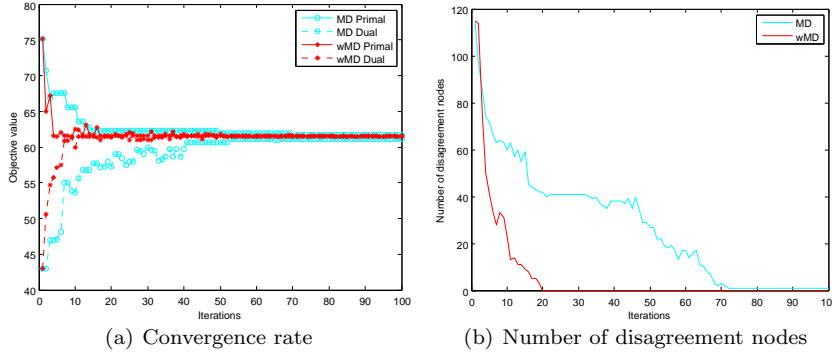 80
75
70
65
60
55
50
45
40
Objective value
0 10 20 30 40 50 60 70 80 90 100
Iterations
MD Primal
MD Dual
wMD Primal
wMD Dual
(a) Convergence rate
120
100
80
60
40
20
0
Number of disagreement nodes
0 10 20 30 40 50 60 70 80 90 100
Iterations
MD
wMD
(b) Number of disagreement nodes